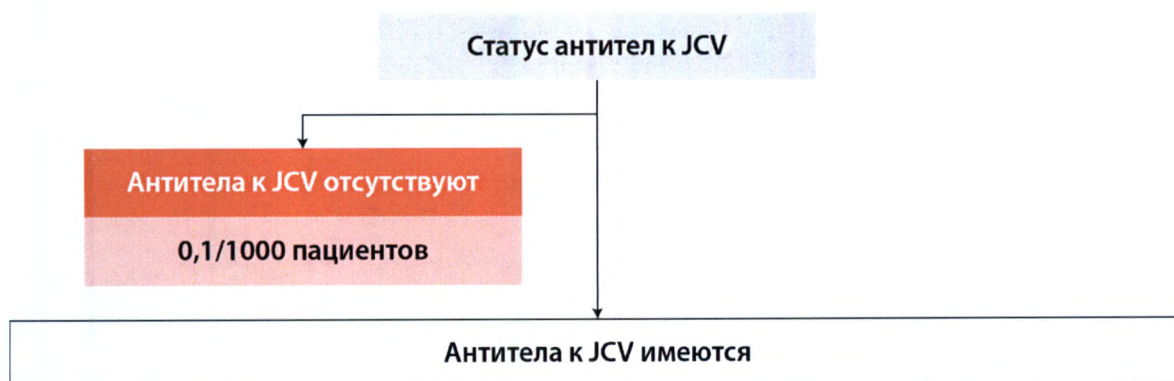 Статус антител к JCV
Антитела к JCV отсутствуют
0,1/1000 пациентов
Антитела к JCV имеются